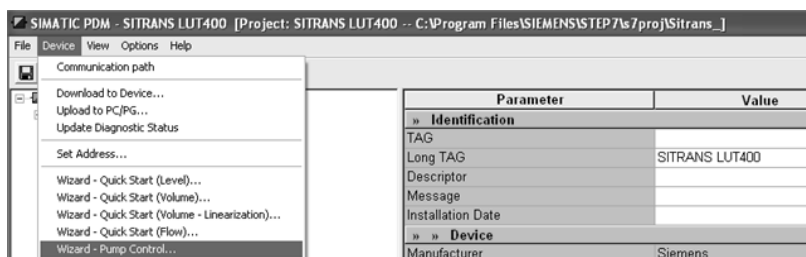 SIMATIC PDM - SITRANS LUT400 [Project: SITRANS LUT400 -- C:\Program Files\SIEMENS\STEP7\s7proj\Sitrans_]
File Device View Options Help
Communication path
Download to Device...
Upload to PC/PG...
Update Diagnostic Status
Set Address...
Wizard - Quick Start (Level)...
Wizard - Quick Start (Volume)...
Wizard - Quick Start (Volume - Linearization)...
Wizard - Quick Start (Flow)...
Wizard - Pump Control...
Parameter Value
» Identification
TAG
Long TAG SITRANS LUT400
Descriptor
Message
Installation Date
» » Device
Manufacturer Siemens